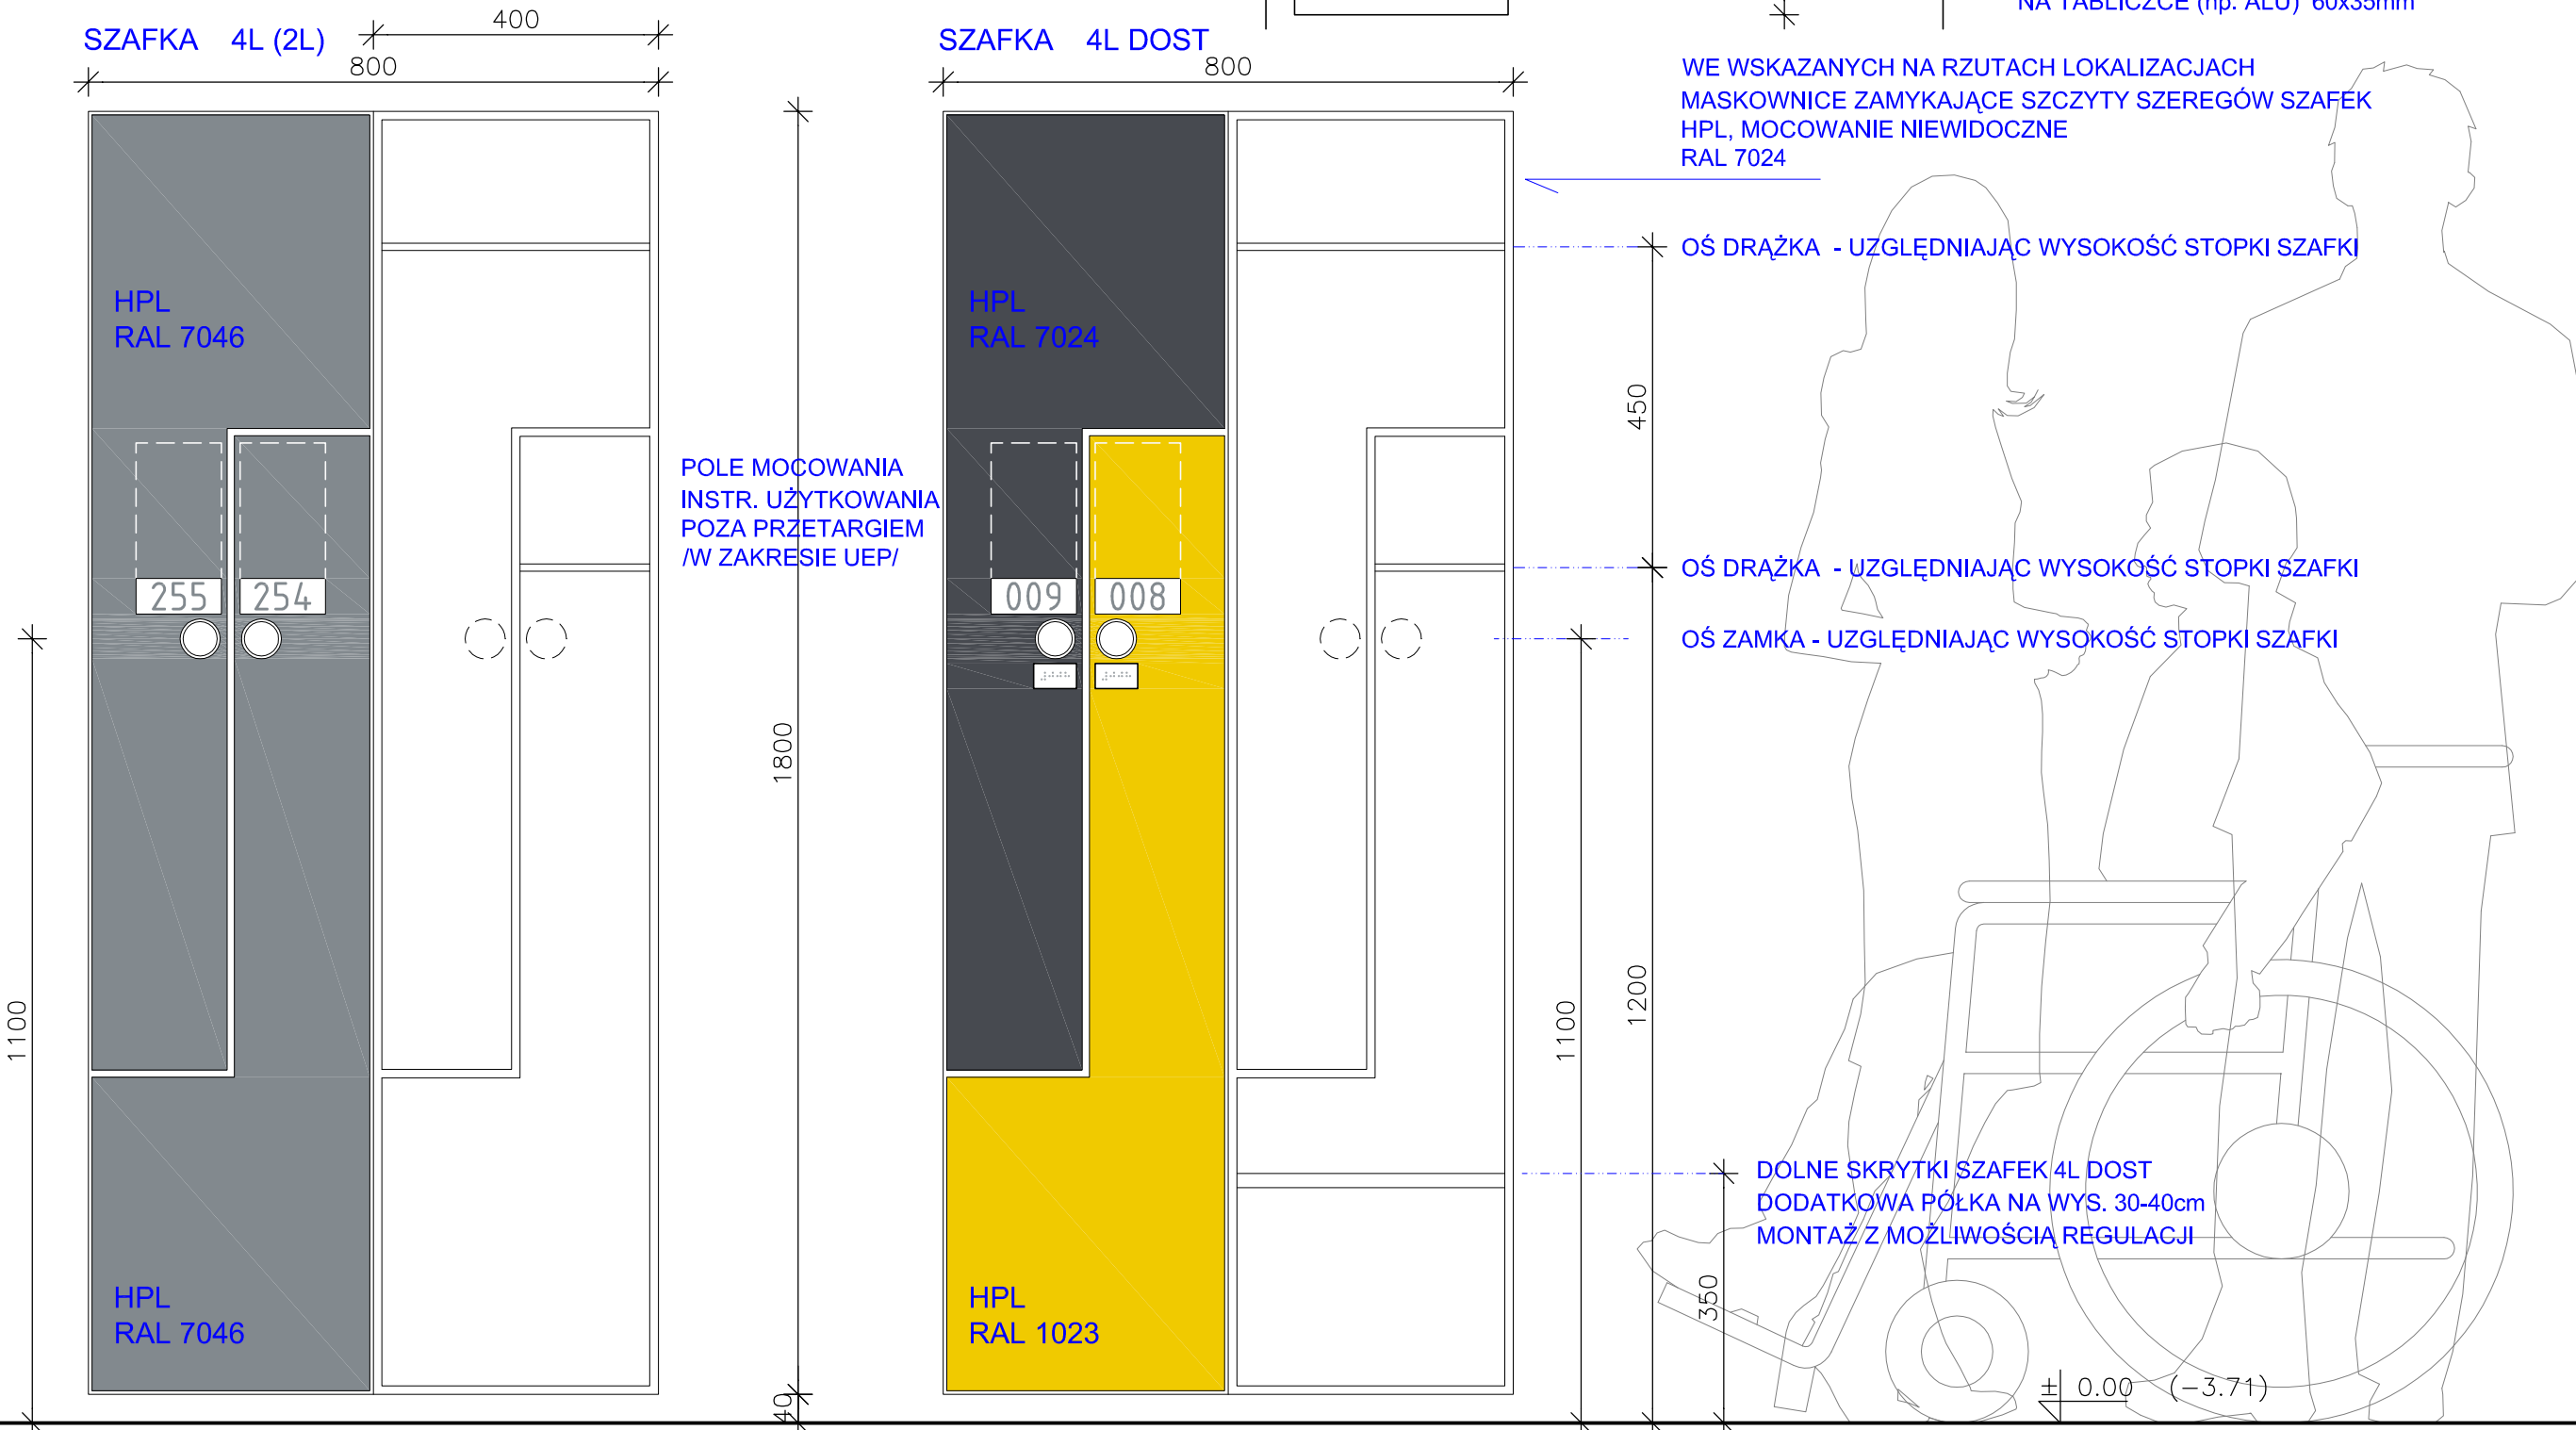 NA TABLICZCE (np. ALU) 60x35mm
SZAFKA 4L (2L)
400
800
SZAFKA 4L DOST
800
WE WSKAZANYCH NA RZUTACH LOKALIZACJACH
MASKOWNICE ZAMYKAJĄCE SZCZYTY SZEREGÓW SZAFEK
HPL, MOCOWANIE NIEWIDOCZNE
RAL 7024
OŚ DRĄŻKA - UZGLĘDNIAJĄC WYSOKOŚĆ STOPKI SZAFKI
HPL
RAL 7046
HPL
RAL 7024
450
POLE MOCOWANIA
INSTR. UŻYTKOWANIA
POZA PRZETARGIEM
/W ZAKRESIE UEP/
OŚ DRĄŻKA - UZGLĘDNIAJĄC WYSOKOŚĆ STOPKI SZAFKI
255 254
009 008
OŚ ZAMKA - UZGLĘDNIAJĄC WYSOKOŚĆ STOPKI SZAFKI
1800
1100
1100
1200
DOLNE SKRYTKI SZAFEK 4L DOST
DODATKOWA PÓŁKA NA WYS. 30-40cm
MONTAŻ Z MOŻLIWOŚCIĄ REGULACJI
350
HPL
RAL 7046
HPL
RAL 1023
40
± 0.00 (-3.71)